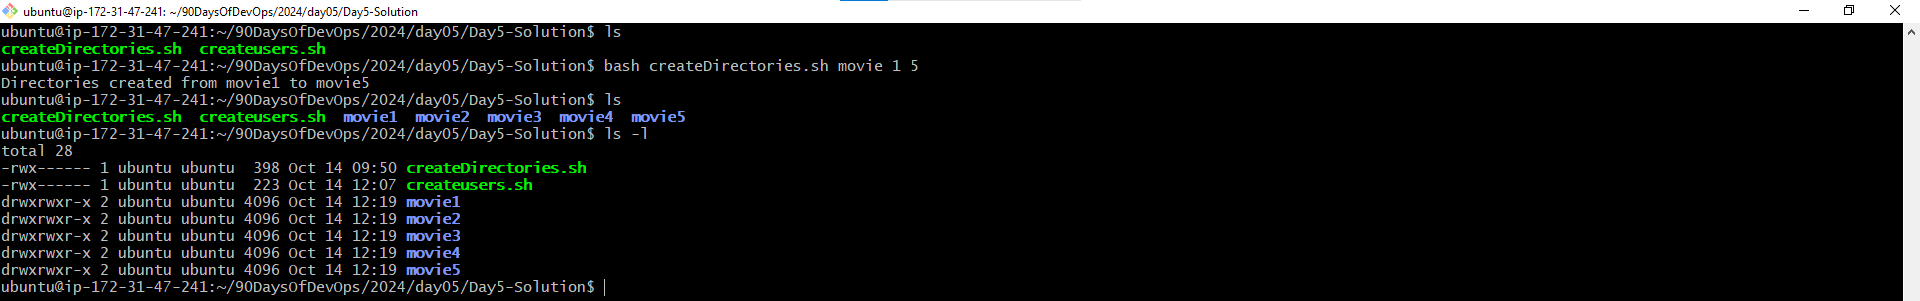 ubuntu@ip-172-31-47-241: ~/90DaysOfDevOps/2024/day05/Day5-Solution
ubuntu@ip-172-31-47-241:~/90DaysOfDevOps/2024/day05/Day5-Solution$ ls
createDirectories.sh  createusers.sh
ubuntu@ip-172-31-47-241:~/90DaysOfDevOps/2024/day05/Day5-Solution$ bash createDirectories.sh movie 1 5
Directories created from movie1 to movie5
ubuntu@ip-172-31-47-241:~/90DaysOfDevOps/2024/day05/Day5-Solution$ ls
createDirectories.sh  createusers.sh  movie1  movie2  movie3  movie4  movie5
ubuntu@ip-172-31-47-241:~/90DaysOfDevOps/2024/day05/Day5-Solution$ ls -l
total 28
-rwx------ 1 ubuntu ubuntu  398 Oct 14 09:50 createDirectories.sh
-rwx------ 1 ubuntu ubuntu  223 Oct 14 12:07 createusers.sh
drwxrwxr-x 2 ubuntu ubuntu 4096 Oct 14 12:19 movie1
drwxrwxr-x 2 ubuntu ubuntu 4096 Oct 14 12:19 movie2
drwxrwxr-x 2 ubuntu ubuntu 4096 Oct 14 12:19 movie3
drwxrwxr-x 2 ubuntu ubuntu 4096 Oct 14 12:19 movie4
drwxrwxr-x 2 ubuntu ubuntu 4096 Oct 14 12:19 movie5
ubuntu@ip-172-31-47-241:~/90DaysOfDevOps/2024/day05/Day5-Solution$